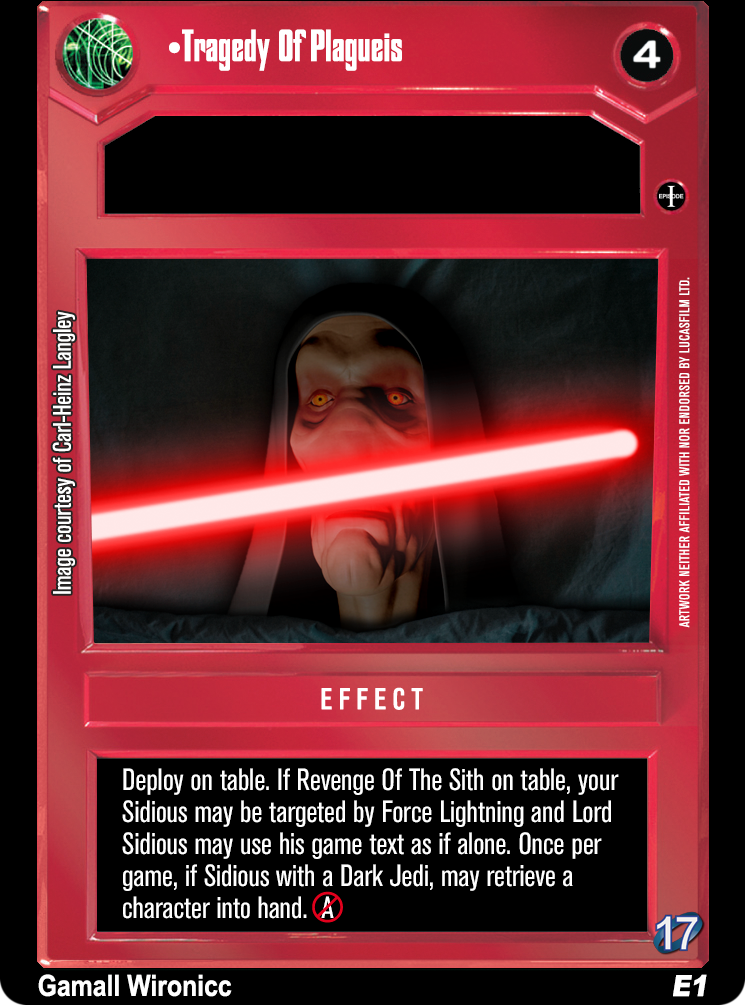 •Tragedy Of Plagueis
4
EPISODE
I
Image courtesy of Carl-Heinz Langley
ARTWORK NEITHER AFFILIATED WITH NOR ENDORSED BY LUCASFILM LTD.
EFFECT
Deploy on table. If Revenge Of The Sith on table, your
Sidious may be targeted by Force Lightning and Lord
Sidious may use his game text as if alone. Once per
game, if Sidious with a Dark Jedi, may retrieve a
character into hand. A
17
Gamall Wironicc
E1